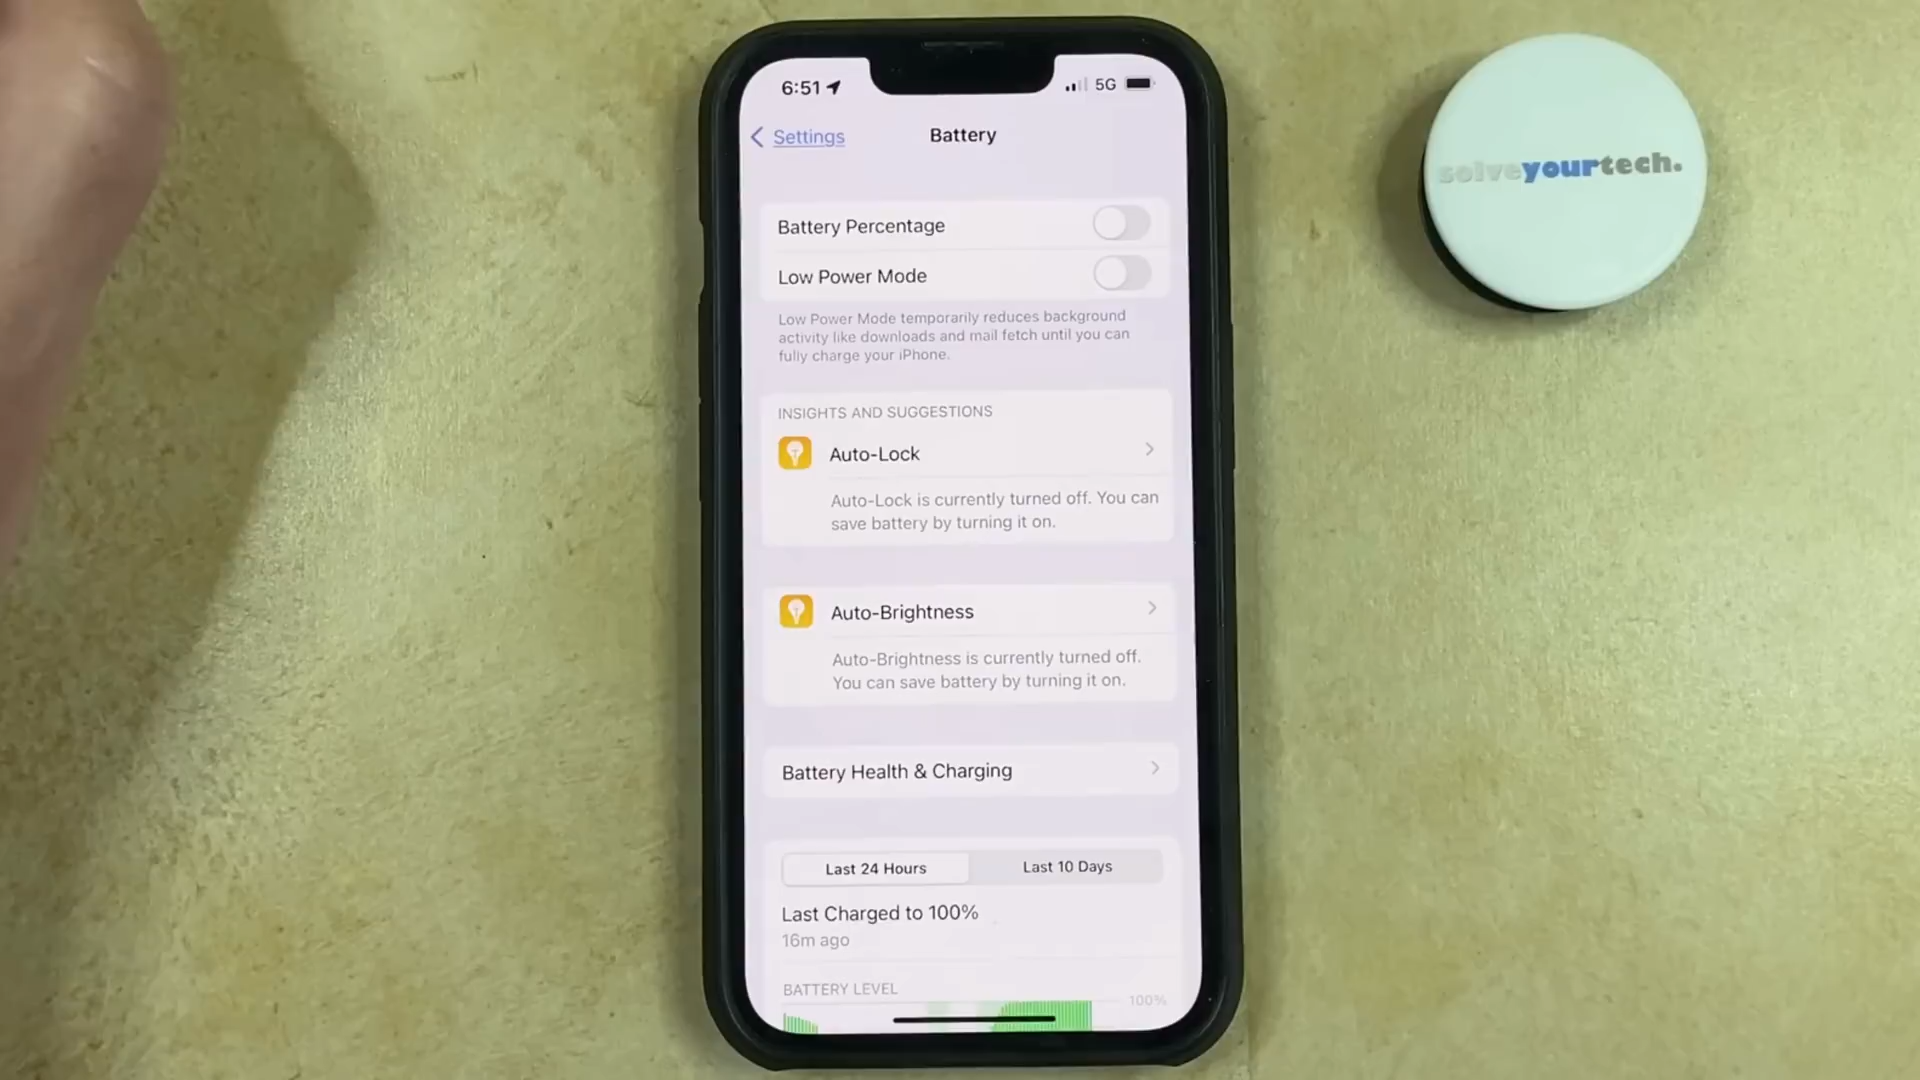 6:51
5G
Settings
Battery
solveyourtech.
Battery Percentage
Low Power Mode
Low Power Mode temporarily reduces background
activity like downloads and mail fetch until you can
fully charge your iPhone.
INSIGHTS AND SUGGESTIONS
Auto-Lock
Auto-Lock is currently turned off. You can
save battery by turning it on.
Auto-Brightness
Auto-Brightness is currently turned off.
You can save battery by turning it on.
Battery Health & Charging
Last 24 Hours
Last 10 Days
Last Charged to 100%
16m ago
BATTERY LEVEL
100%